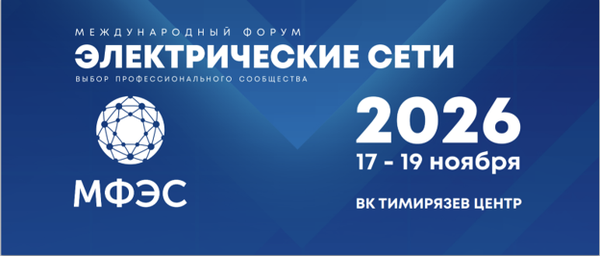 МЕЖДУНАРОДНЫЙ ФОРУМ
ЭЛЕКТРИЧЕСКИЕ СЕТИ
ВЫБОР ПРОФЕССИОНАЛЬНОГО СООБЩЕСТВА
МФЭС
2026
17 - 19 ноября
ВК ТИМИРЯЗЕВ ЦЕНТР